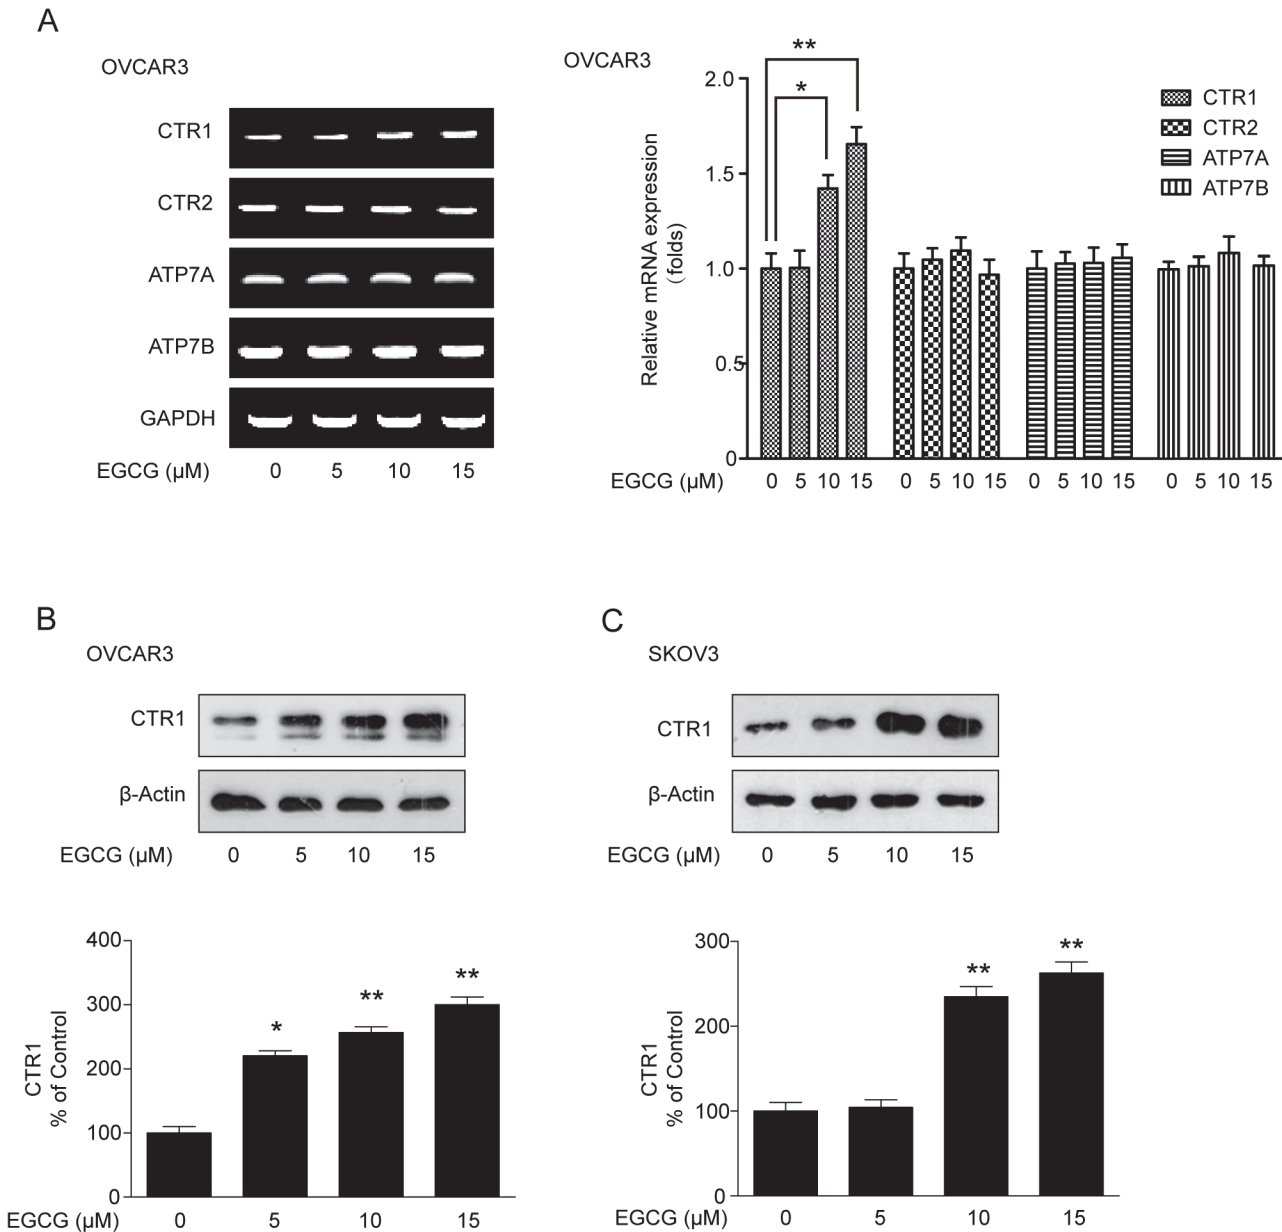 A
OVCAR3
CTR1
CTR2
ATP7A
ATP7B
GAPDH
EGCG (µM) 0 5 10 15
OVCAR3
**
*
CTR1
CTR2
ATP7A
ATP7B
Relative mRNA expression
(folds)
2.0
1.5
1.0
0.5
0
EGCG (µM) 0 5 10 15 0 5 10 15 0 5 10 15 0 5 10 15
B
OVCAR3
CTR1
β-Actin
EGCG (µM) 0 5 10 15
CTR1
% of Control
400
300
200
100
0
*
**
**
EGCG (µM) 0 5 10 15
C
SKOV3
CTR1
β-Actin
EGCG (µM) 0 5 10 15
CTR1
% of Control
300
200
100
0
**
**
EGCG (µM) 0 5 10 15